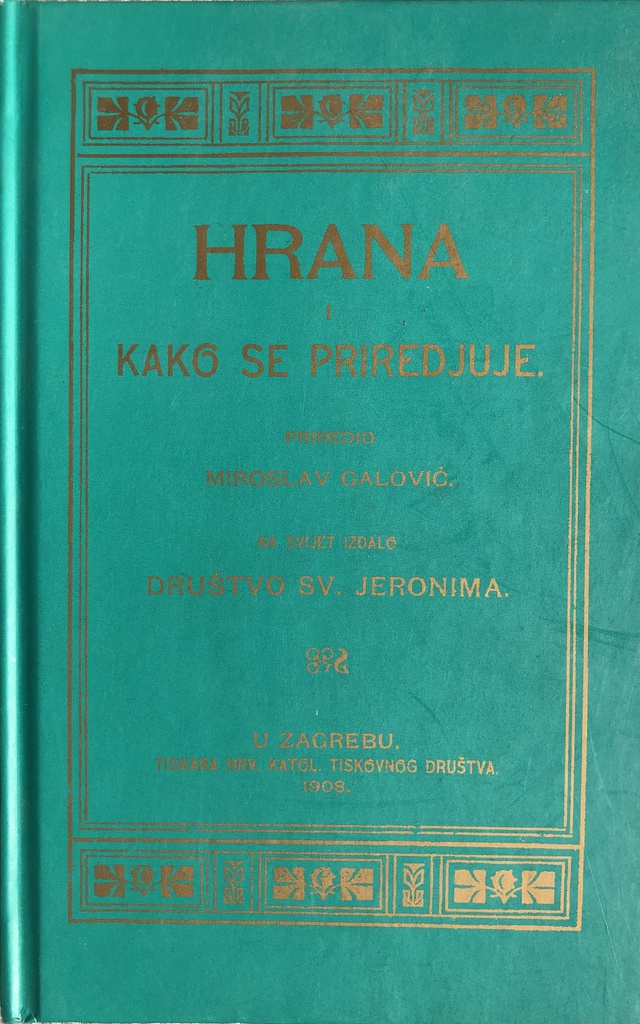 HRANA
I
KAKO SE PRIREDJUJE.
PRIREDIO
MIROSLAV GALOVIĆ.
NA SVIJET IZDALO
DRUŠTVO SV. JERONIMA.
U ZAGREBU.
TISKARA HRV. KATOL. TISKOVNOG DRUŠTVA.
1908.